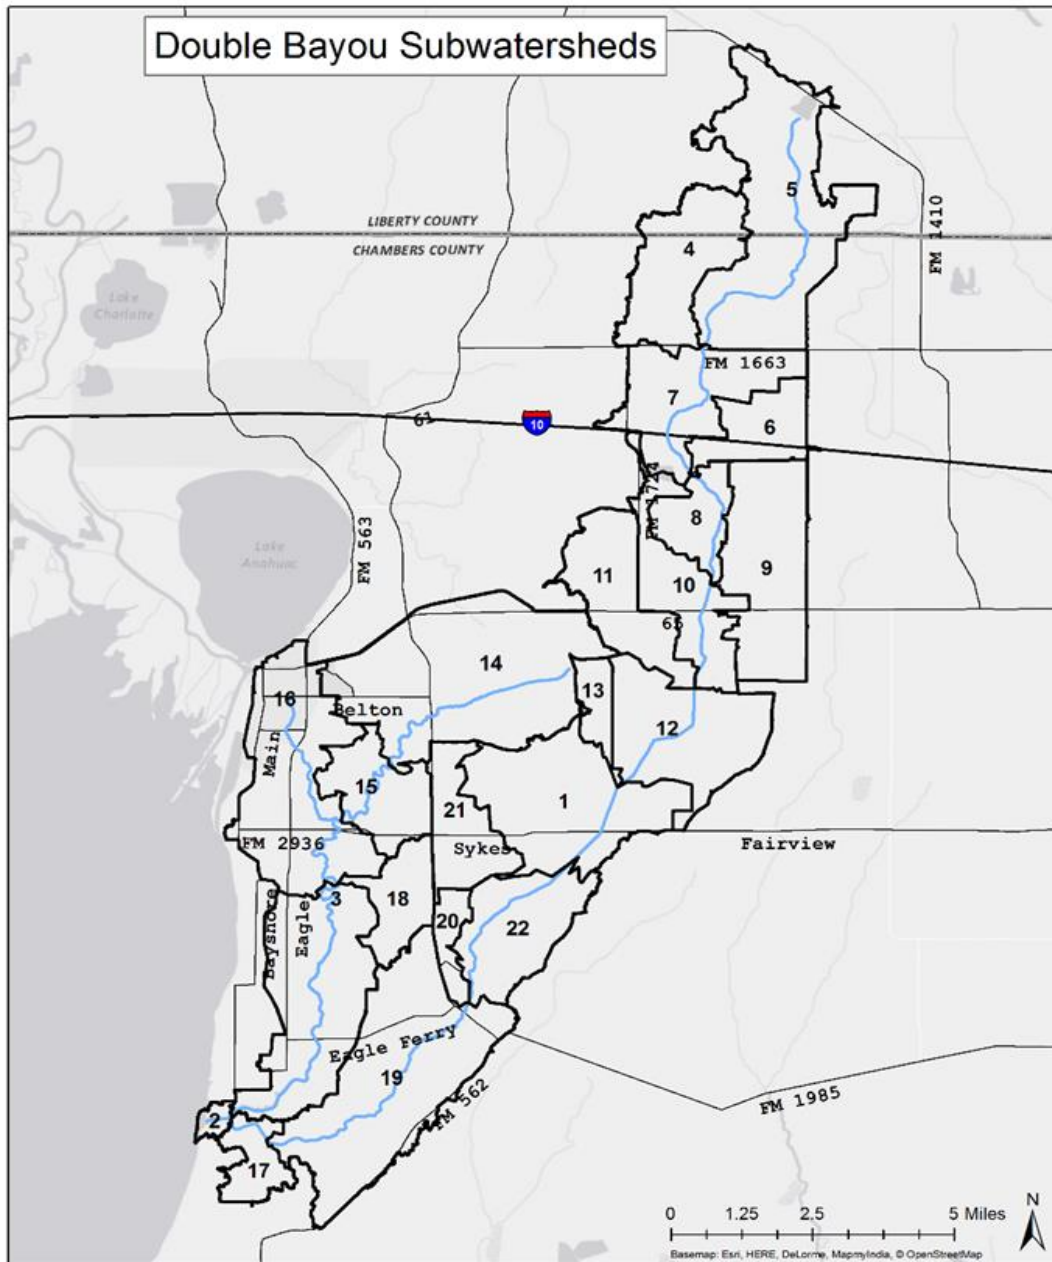 Double Bayou Subwatersheds
5
FM 1410
LIBERTY COUNTY
4
CHAMBERS COUNTY
Lake
Charlotte
FM 1663
7
61
10
6
FM 1724
8
FM 563
Lake
Anahuac
11
10
9
65
14
13
16
Belton
12
Main
15
21
1
FM 2936
Sykes
Fairview
Bayshore
Eagle
3
18
20
22
Eagle Ferry
19
FM 562
FM 1985
2
17
N
0 1.25 2.5 5 Miles
Basemap: Esri, HERE, DeLorme, MapmyIndia, © OpenStreetMap